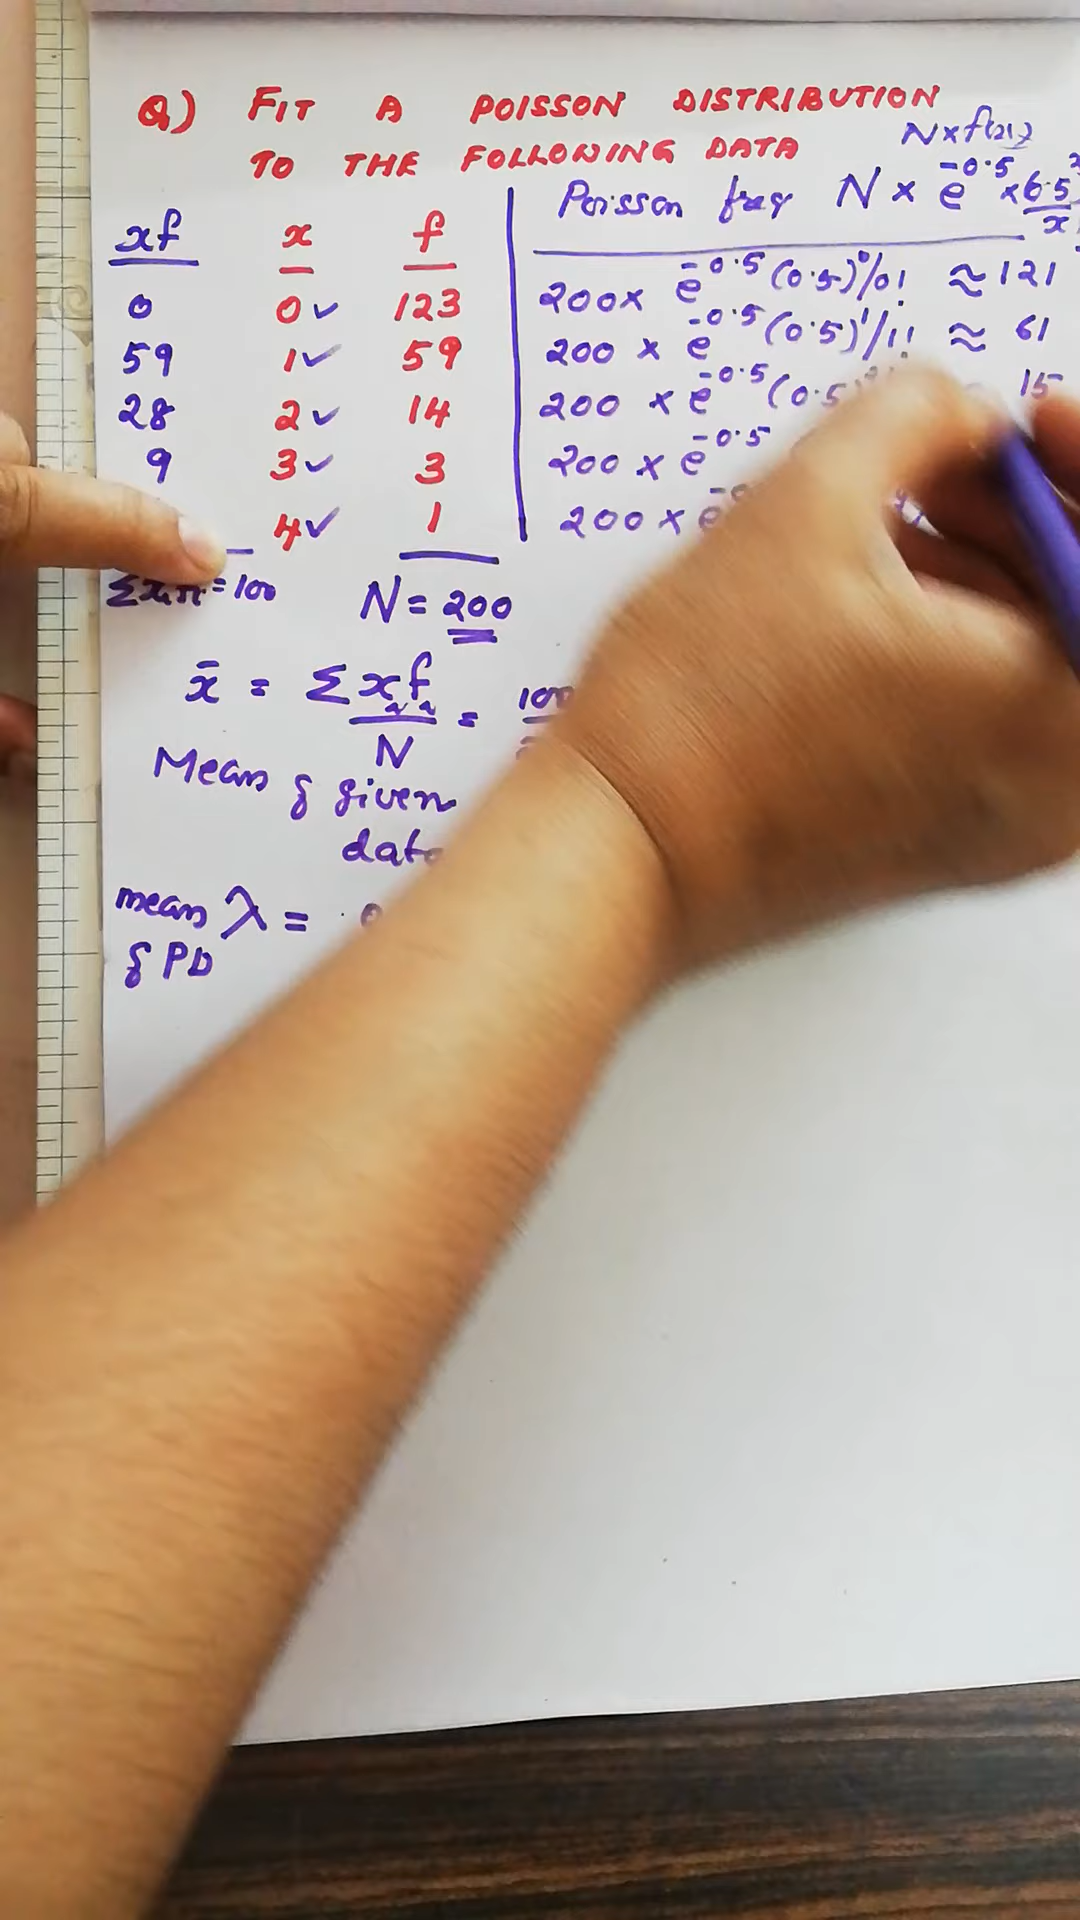 Q) FIT A POISSON DISTRIBUTION
TO THE FOLLOWING DATA
N×f(x)
xf x f Poisson freq N × e^-0.5 ×
0 0✓ 123 200× e^-0.5 (0.5)^0/0! ≈ 121
59 1✓ 59 200 × e^-0.5 (0.5)^1/1! ≈ 61
28 2✓ 14 200 × e^-0.5 (0.5 15
9 3✓ 3 200 × e^-0.5
4✓ 1 200 × e
=100 N = 200
x̄ = Σxf/N =
Mean of given
data
mean λ =
of PD